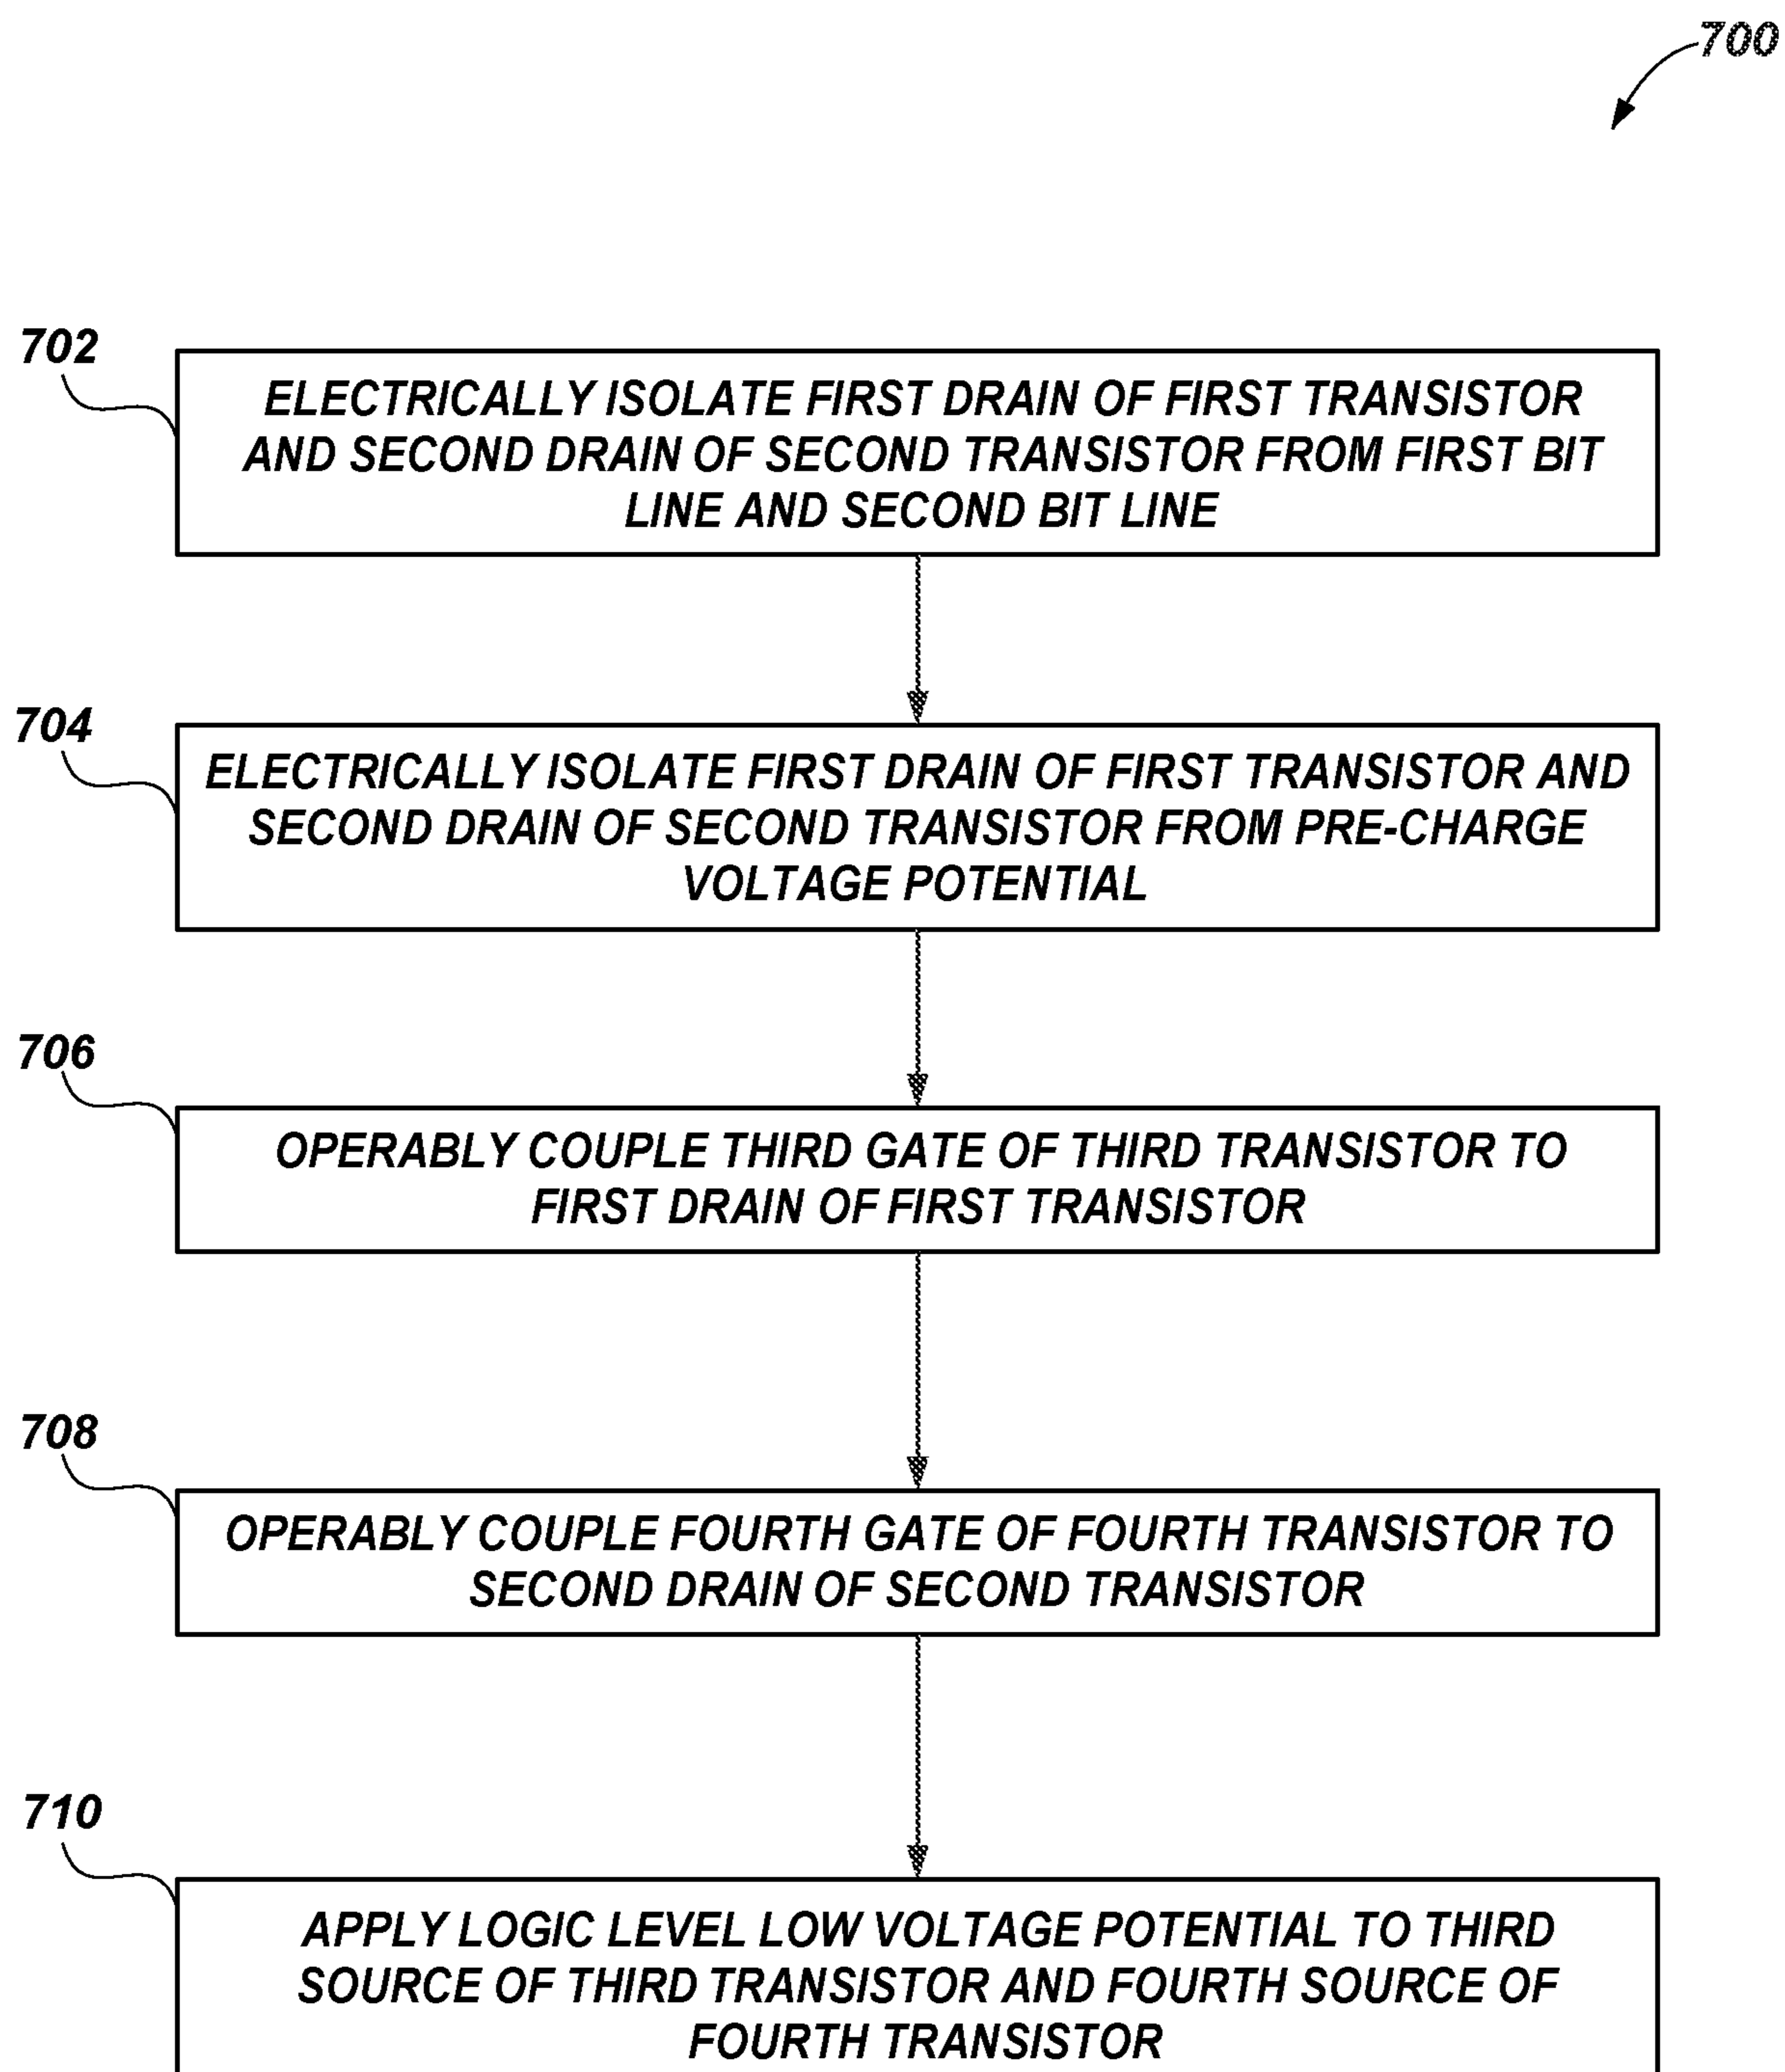 700
702
ELECTRICALLY ISOLATE FIRST DRAIN OF FIRST TRANSISTOR
AND SECOND DRAIN OF SECOND TRANSISTOR FROM FIRST BIT
LINE AND SECOND BIT LINE
704
ELECTRICALLY ISOLATE FIRST DRAIN OF FIRST TRANSISTOR AND
SECOND DRAIN OF SECOND TRANSISTOR FROM PRE-CHARGE
VOLTAGE POTENTIAL
706
OPERABLY COUPLE THIRD GATE OF THIRD TRANSISTOR TO
FIRST DRAIN OF FIRST TRANSISTOR
708
OPERABLY COUPLE FOURTH GATE OF FOURTH TRANSISTOR TO
SECOND DRAIN OF SECOND TRANSISTOR
710
APPLY LOGIC LEVEL LOW VOLTAGE POTENTIAL TO THIRD
SOURCE OF THIRD TRANSISTOR AND FOURTH SOURCE OF
FOURTH TRANSISTOR